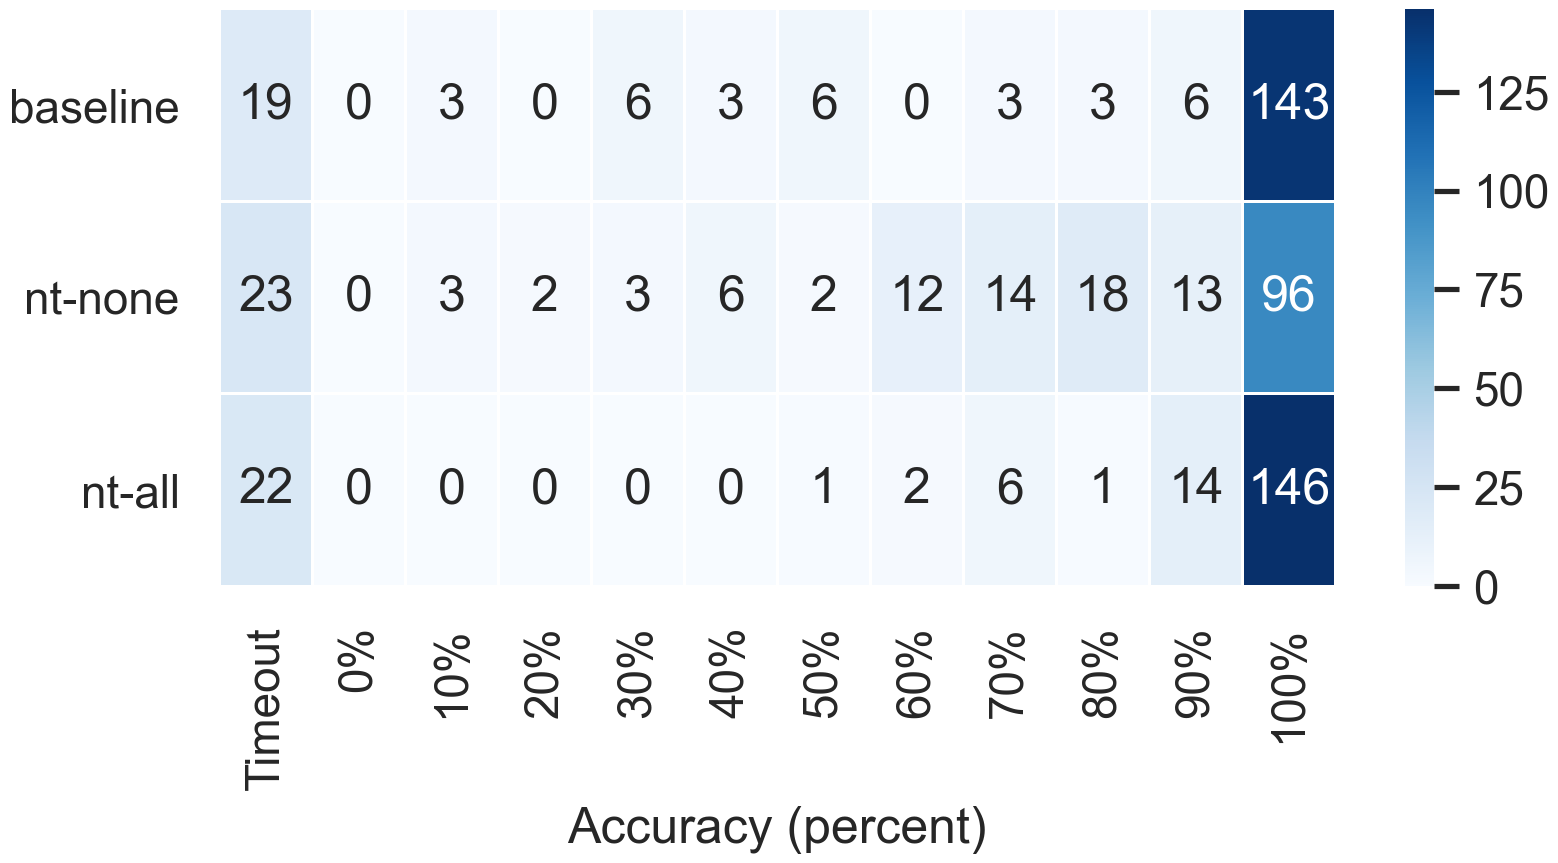 baseline 19 0 3 0 6 3 6 0 3 3 6 143
nt-none 23 0 3 2 3 6 2 12 14 18 13 96
nt-all 22 0 0 0 0 0 1 2 6 1 14 146
Timeout 0% 10% 20% 30% 40% 50% 60% 70% 80% 90% 100%
Accuracy (percent)
125
100
75
50
25
0